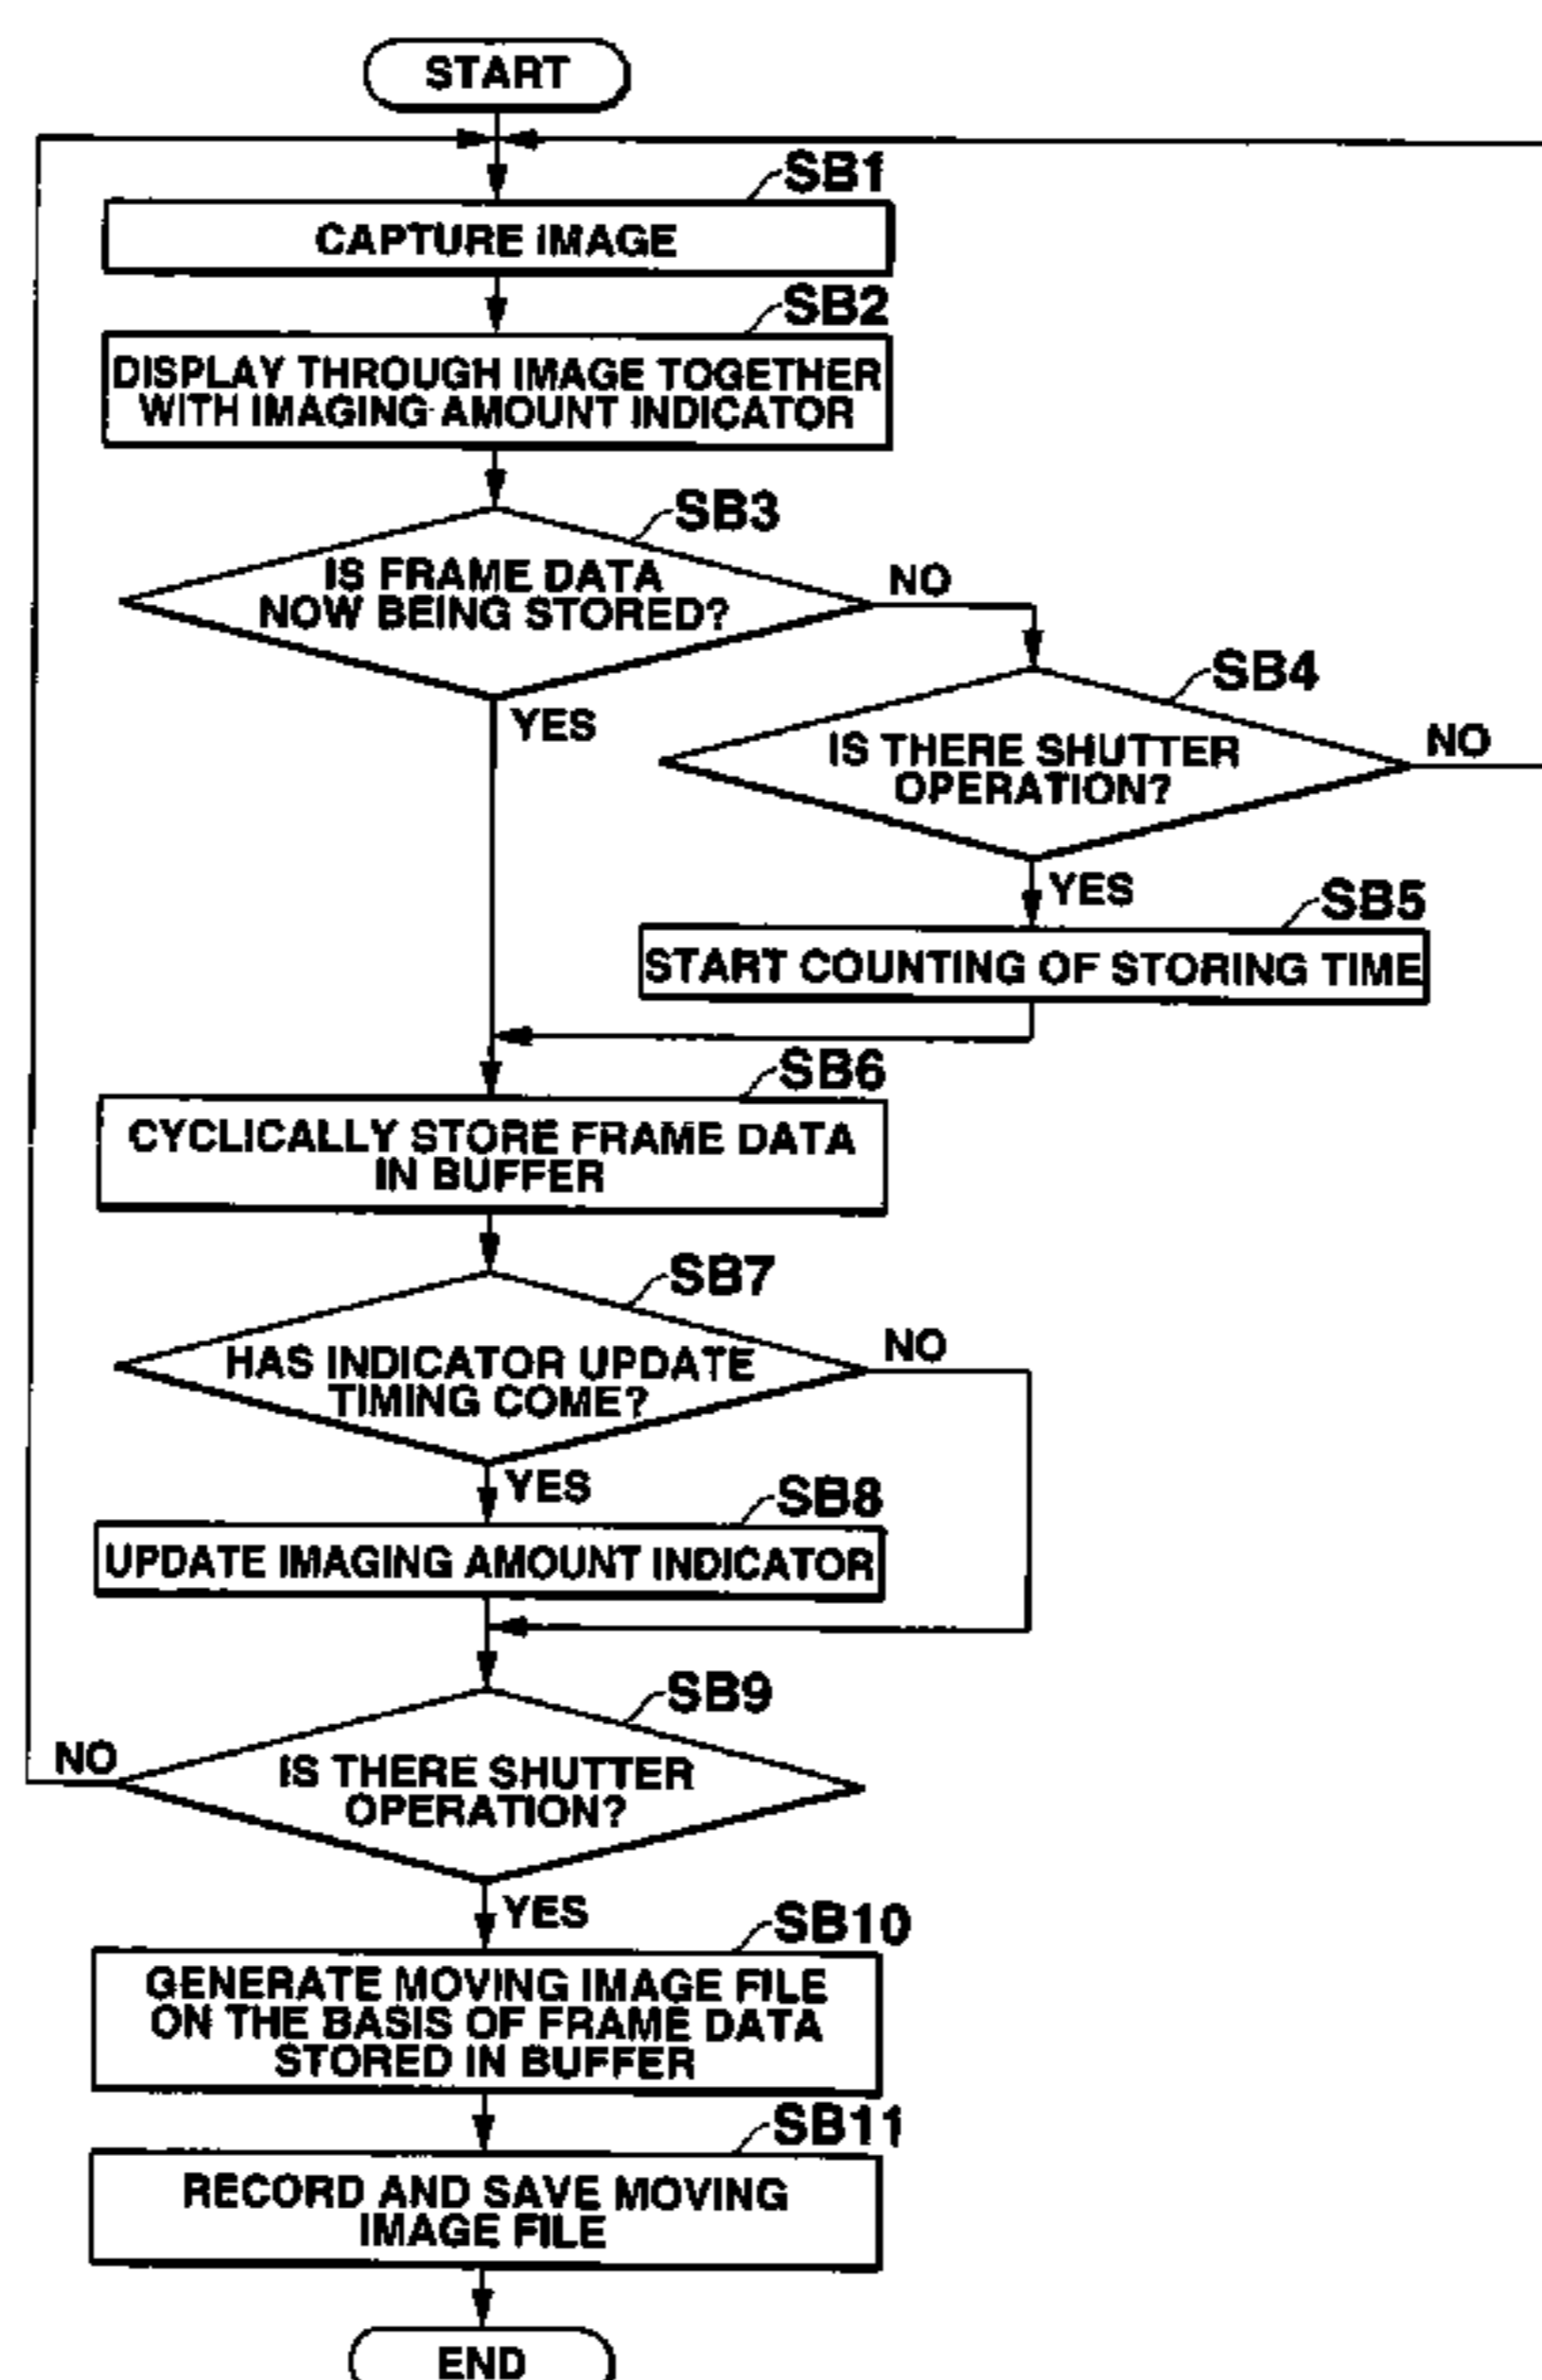 START
SB1
CAPTURE IMAGE
SB2
DISPLAY THROUGH IMAGE TOGETHER
WITH IMAGING AMOUNT INDICATOR
SB3
IS FRAME DATA
NOW BEING STORED?
NO
YES
SB4
IS THERE SHUTTER
OPERATION?
NO
YES
SB5
START COUNTING OF STORING TIME
SB6
CYCLICALLY STORE FRAME DATA
IN BUFFER
SB7
HAS INDICATOR UPDATE
TIMING COME?
NO
YES
SB8
UPDATE IMAGING AMOUNT INDICATOR
SB9
IS THERE SHUTTER
OPERATION?
NO
YES
SB10
GENERATE MOVING IMAGE FILE
ON THE BASIS OF FRAME DATA
STORED IN BUFFER
SB11
RECORD AND SAVE MOVING
IMAGE FILE
END